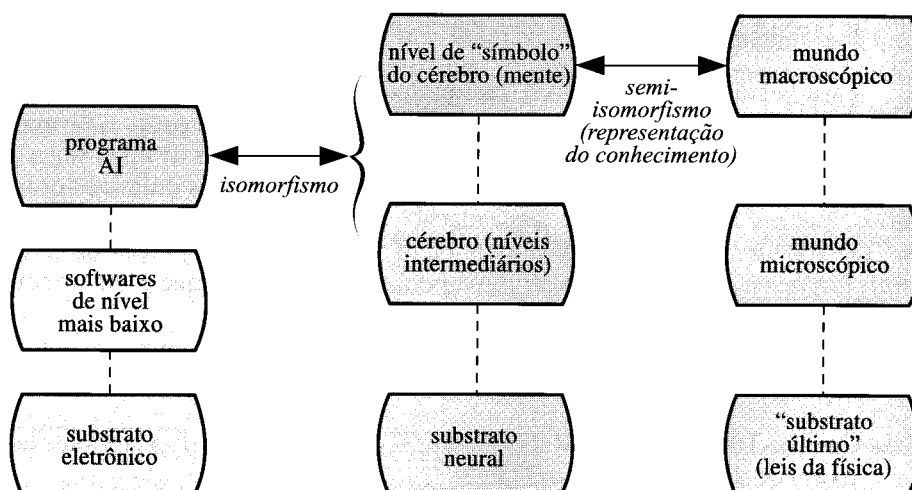 nível de “símbolo”
do cérebro (mente)
semi-
isomorfismo
(representação
do conhecimento)
mundo
macroscópico
programa
AI
isomorfismo
cérebro (níveis
intermediários)
mundo
microscópico
softwares
de nível
mais baixo
substrato
eletrônico
substrato
neural
“substrato
último”
(leis da física)